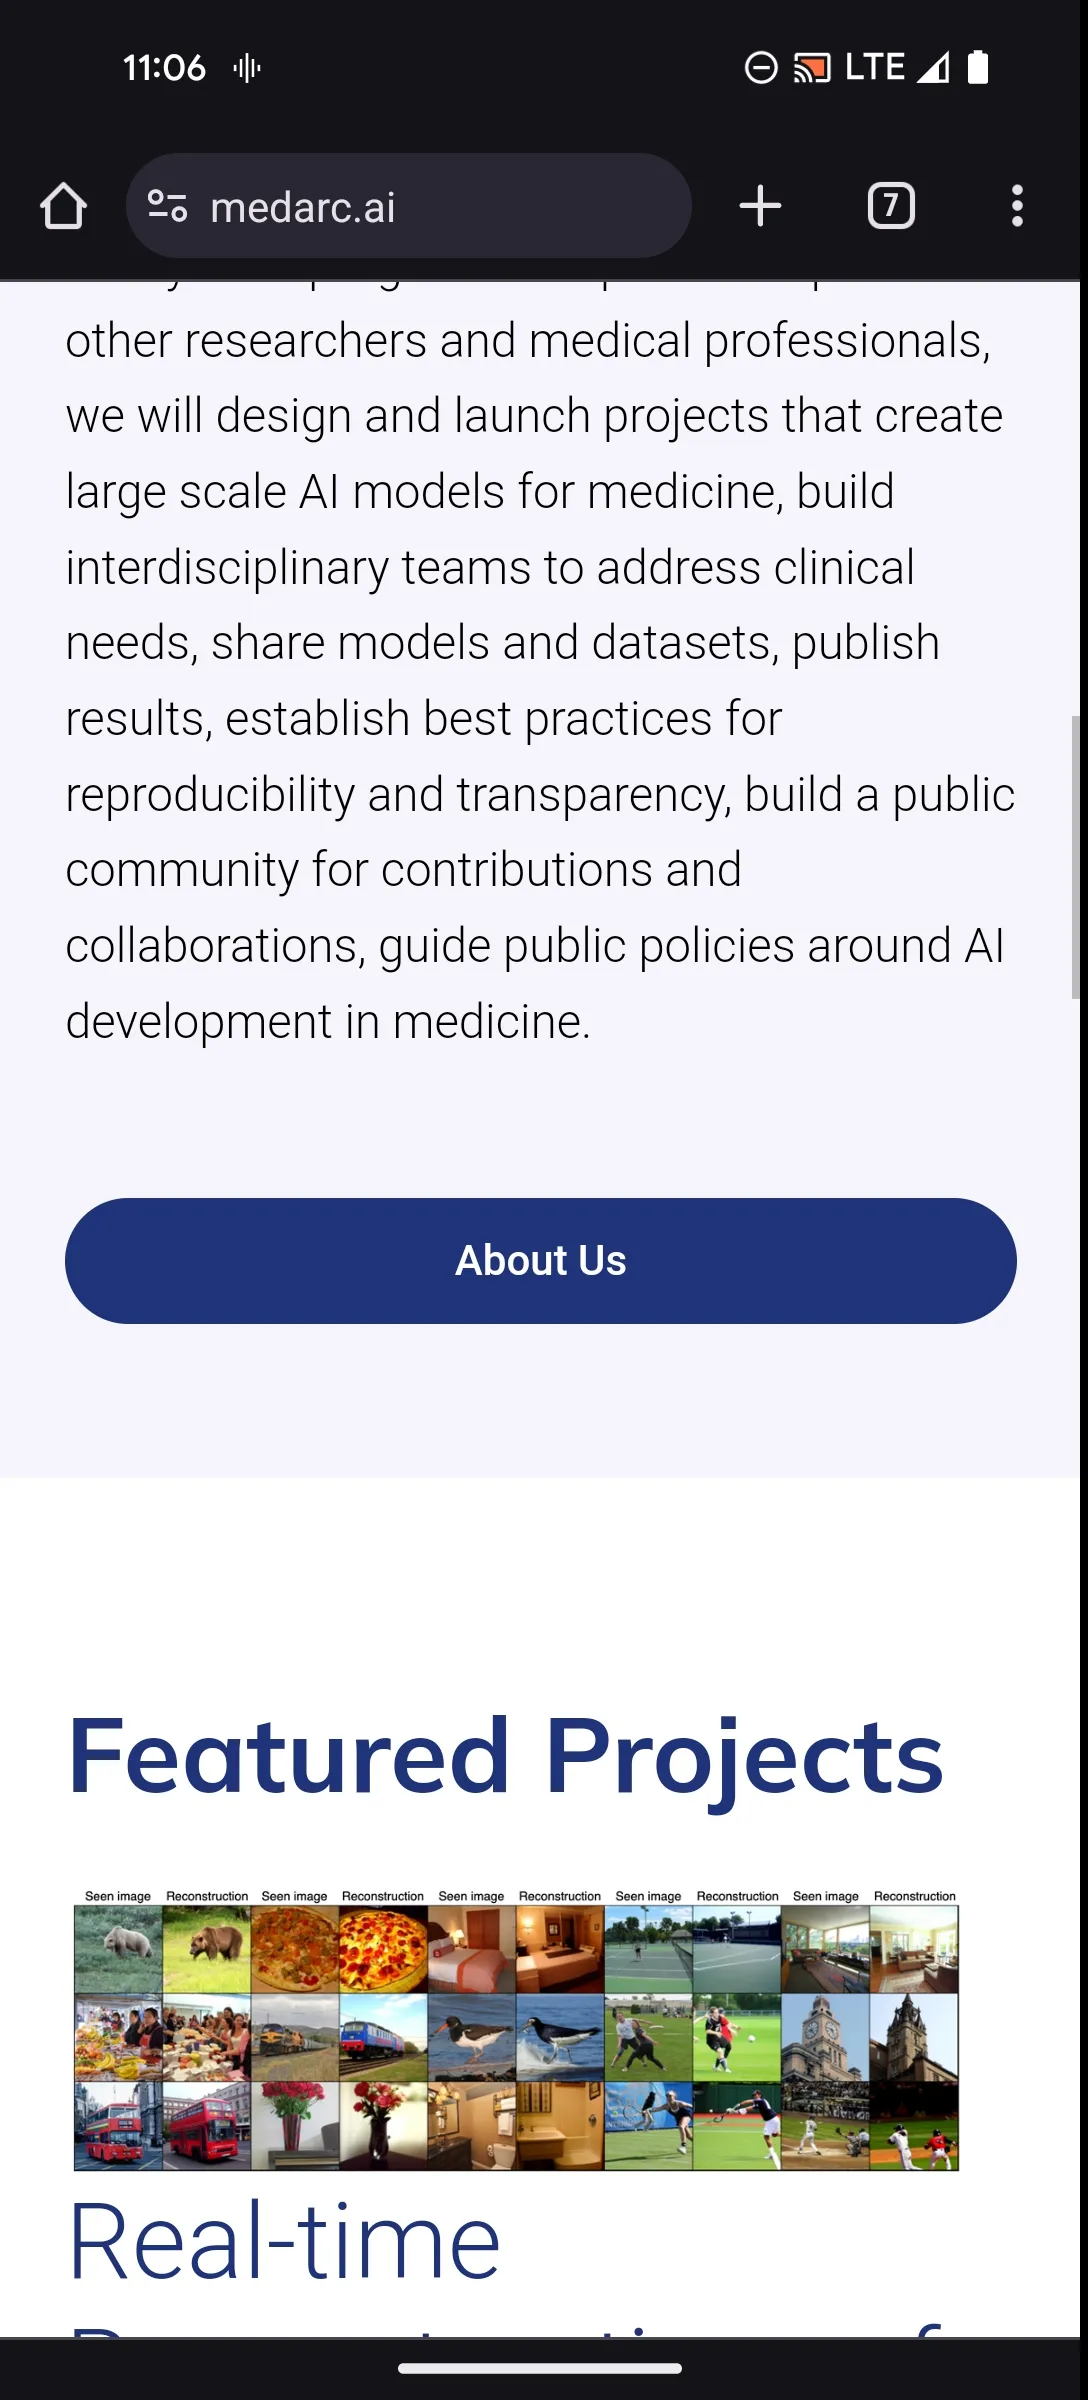 11:06
LTE
medarc.ai
7
other researchers and medical professionals,
we will design and launch projects that create
large scale AI models for medicine, build
interdisciplinary teams to address clinical
needs, share models and datasets, publish
results, establish best practices for
reproducibility and transparency, build a public
community for contributions and
collaborations, guide public policies around AI
development in medicine.
About Us
Featured Projects
Seen image Reconstruction Seen image Reconstruction Seen image Reconstruction Seen image Reconstruction Seen image Reconstruction
Real-time